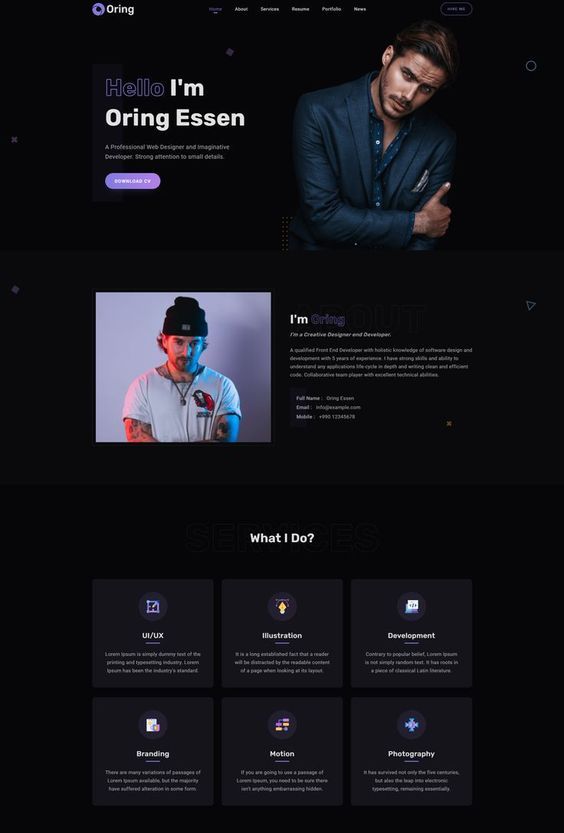 Oring
Home About Services Resume Portfolio News
HIRE ME
Hello I'm
Oring Essen
A Professional Web Designer and Imaginative
Developer. Strong attention to small details.
DOWNLOAD CV
ABOUT
I'm Oring
I'm a Creative Designer end Developer.
A qualified Front End Developer with holistic knowledge of software design and
development with 5 years of experience. I have strong skills and ability to
understand any applications life-cycle in depth and writing clean and efficient
code. Collaborative team player with excellent technical abilities.
Full Name : Oring Essen
Email : Info@example.com
Mobile : +990 12345678
SERVICES
What I Do?
UI/UX
Lorem Ipsum is simply dummy text of the
printing and typesetting industry. Lorem
Ipsum has been the industry's standard.
Illustration
It is a long established fact that a reader
will be distracted by the readable content
of a page when looking at its layout.
Development
Contrary to popular belief, Lorem Ipsum
is not simply random text. It has roots in
a piece of classical Latin literature.
Branding
There are many variations of passages of
Lorem Ipsum available, but the majority
have suffered alteration in some form.
Motion
If you are going to use a passage of
Lorem Ipsum, you need to be sure there
isn't anything embarrassing hidden.
Photography
It has survived not only the five centuries,
but also the leap into electronic
typesetting, remaining essentially.